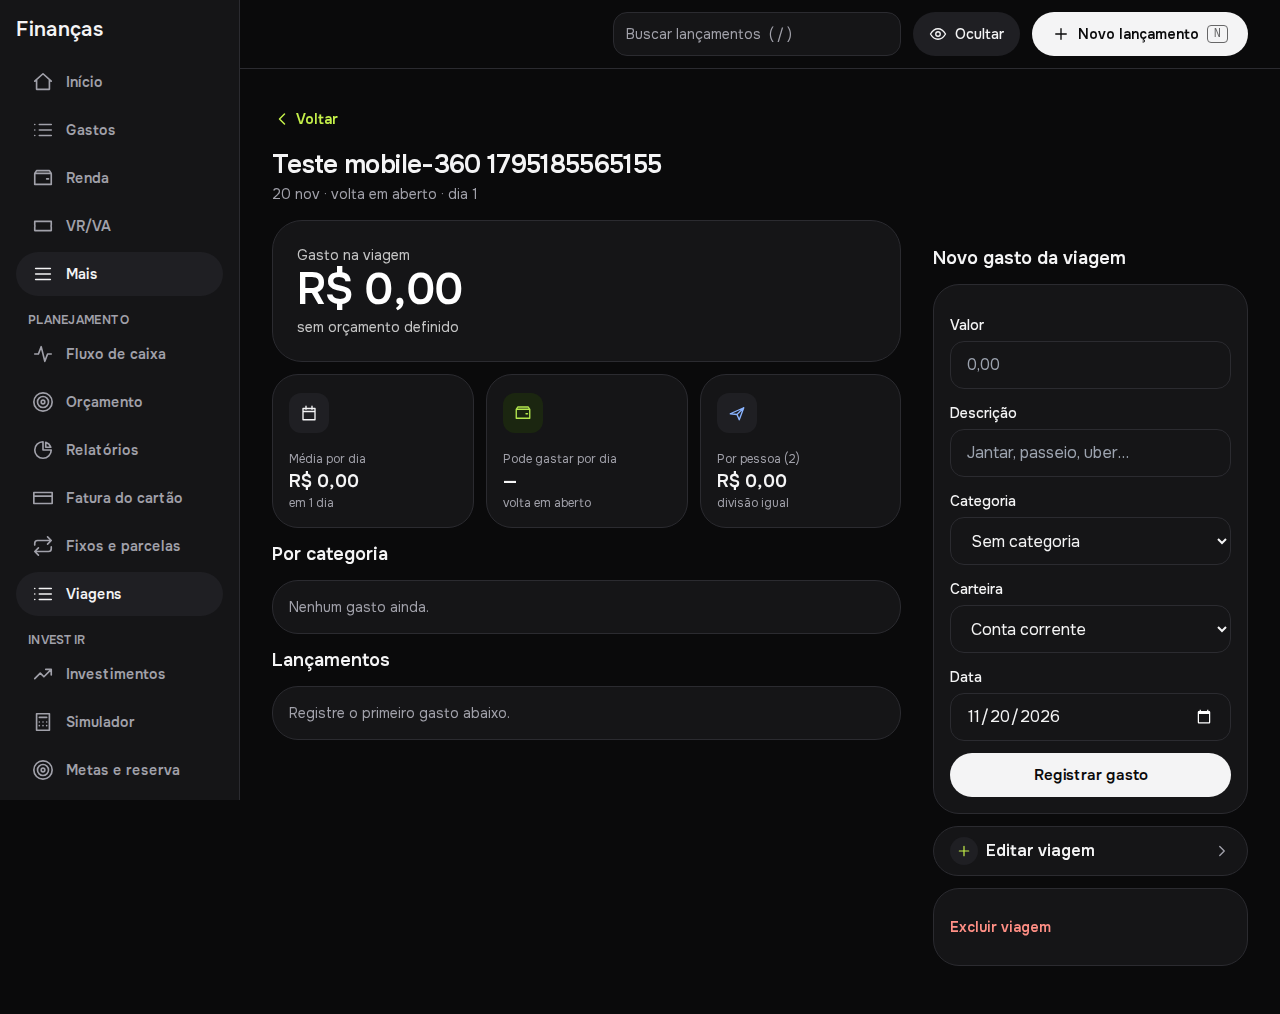 Finanças
Início
Gastos
Renda
VR/VA
Mais
PLANEJAMENTO
Fluxo de caixa
Orçamento
Relatórios
Fatura do cartão
Fixos e parcelas
Viagens
INVESTIR
Investimentos
Simulador
Metas e reserva
Buscar lançamentos ( / )
Ocultar
Novo lançamento N
Voltar
Teste mobile-360 1795185565155
20 nov · volta em aberto · dia 1
Gasto na viagem
R$ 0,00
sem orçamento definido
Média por dia
R$ 0,00
em 1 dia
Pode gastar por dia
—
volta em aberto
Por pessoa (2)
R$ 0,00
divisão igual
Por categoria
Nenhum gasto ainda.
Lançamentos
Registre o primeiro gasto abaixo.
Novo gasto da viagem
Valor
0,00
Descrição
Jantar, passeio, uber...
Categoria
Sem categoria
Carteira
Conta corrente
Data
11/20/2026
Registrar gasto
Editar viagem
Excluir viagem